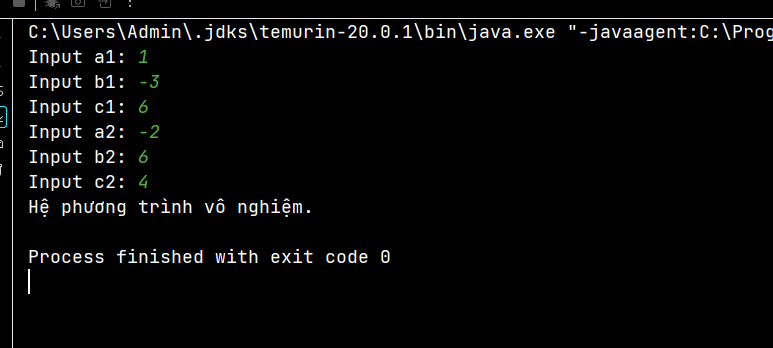 C:\Users\Admin\.jdks\temurin-20.0.1\bin\java.exe "-javaagent:C:\Prog
Input a1: 1
Input b1: -3
Input c1: 6
Input a2: -2
Input b2: 6
Input c2: 4
Hệ phương trình vô nghiệm.
Process finished with exit code 0